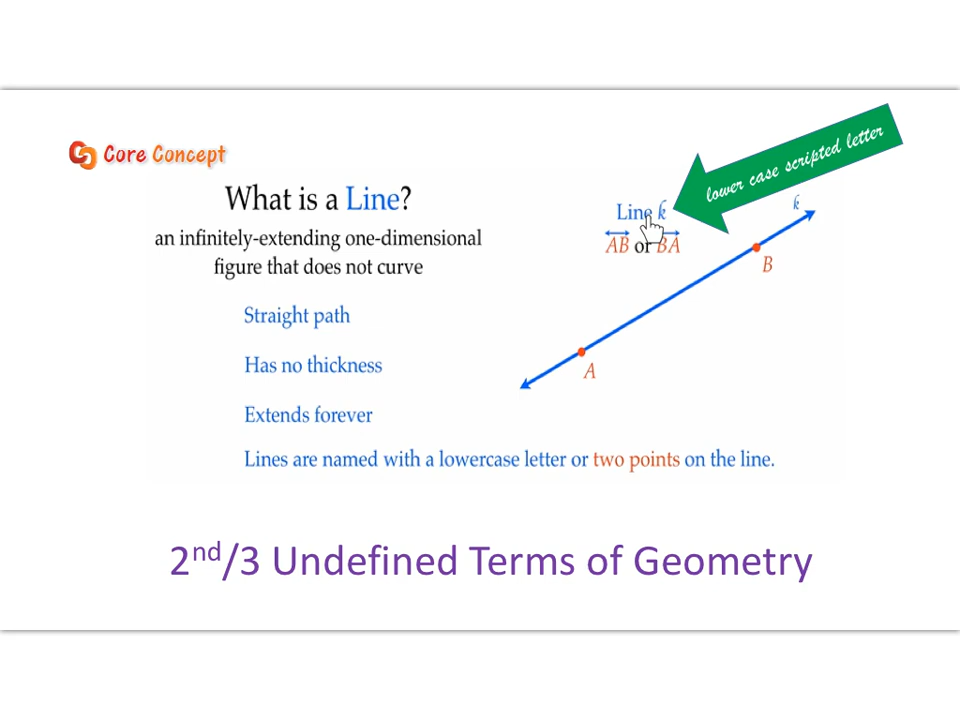 Core Concept
What is a Line?
an infinitely-extending one-dimensional
figure that does not curve
Straight path
Has no thickness
Extends forever
Lines are named with a lowercase letter or two points on the line.
lower case scripted letter
Line k
AB or BA
k
B
A
2nd/3 Undefined Terms of Geometry